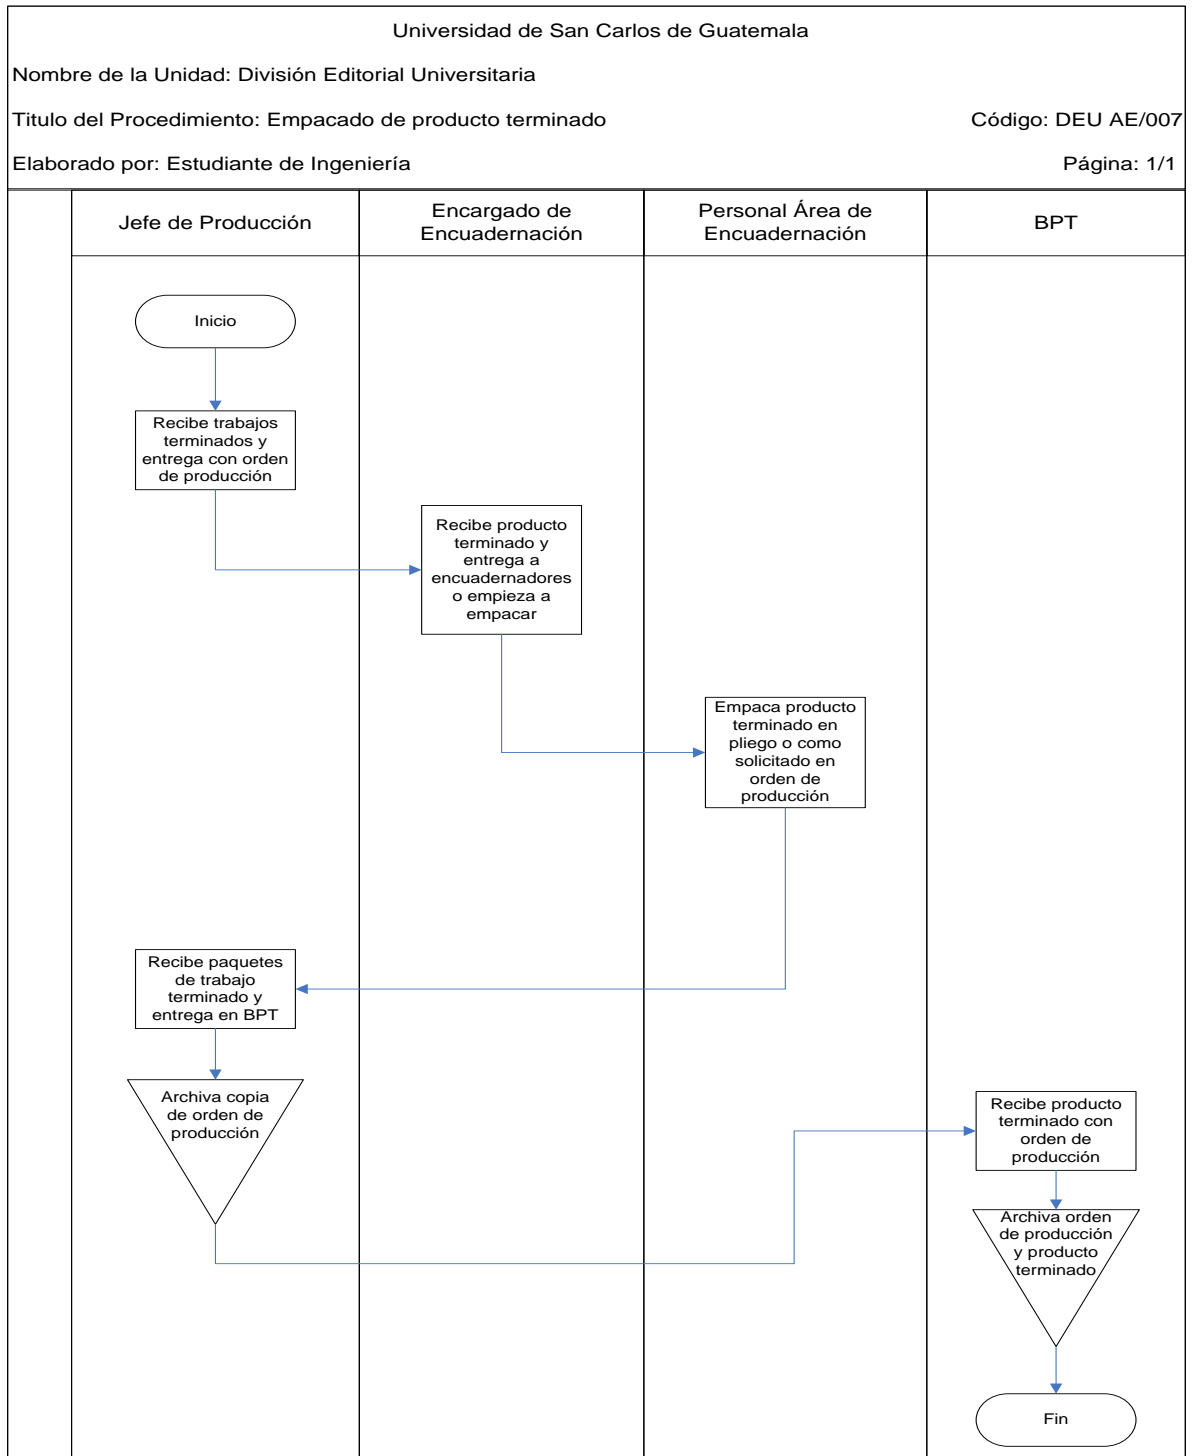 Universidad de San Carlos de Guatemala
Nombre de la Unidad: División Editorial Universitaria
Titulo del Procedimiento: Empacado de producto terminado
Código: DEU AE/007
Elaborado por: Estudiante de Ingeniería
Página: 1/1
Jefe de Producción
Encargado de
Encuadernación
Personal Área de
Encuadernación
BPT
Inicio
Recibe trabajos
terminados y
entrega con orden
de producción
Recibe producto
terminado y
entrega a
encuadernadores
o empieza a
empacar
Empaca producto
terminado en
pliego o como
solicitado en
orden de
producción
Recibe paquetes
de trabajo
terminado y
entrega en BPT
Archiva copia
de orden de
producción
Recibe producto
terminado con
orden de
producción
Archiva orden
de producción
y producto
terminado
Fin